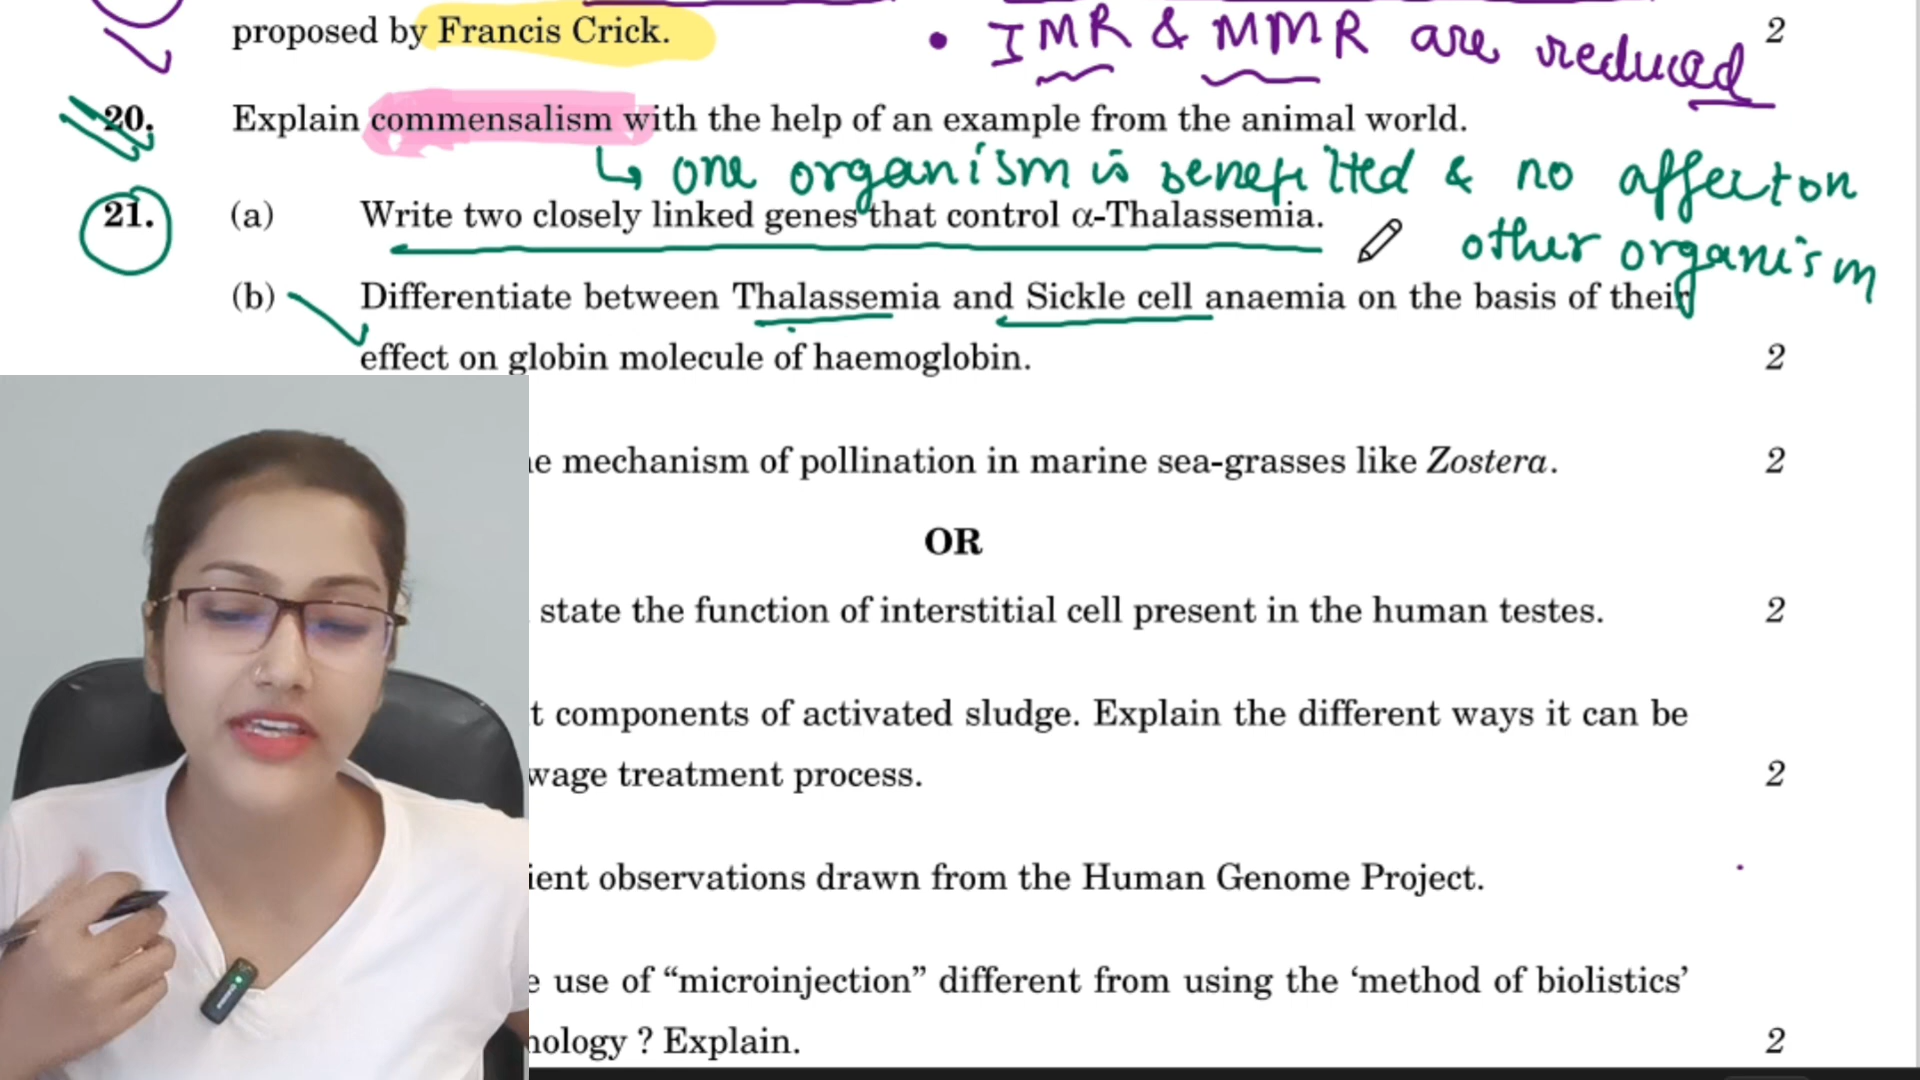 proposed by Francis Crick.
• IMR & MMR are reduced
2
20. Explain commensalism with the help of an example from the animal world.
↳ one organism is benefitted & no affect on
other organism
21. (a) Write two closely linked genes that control α-Thalassemia.
(b) Differentiate between Thalassemia and Sickle cell anaemia on the basis of their
effect on globin molecule of haemoglobin. 2
mechanism of pollination in marine sea-grasses like Zostera. 2
OR
state the function of interstitial cell present in the human testes. 2
components of activated sludge. Explain the different ways it can be
treatment process. 2
observations drawn from the Human Genome Project.
use of “microinjection” different from using the ‘method of biolistics’
? Explain. 2